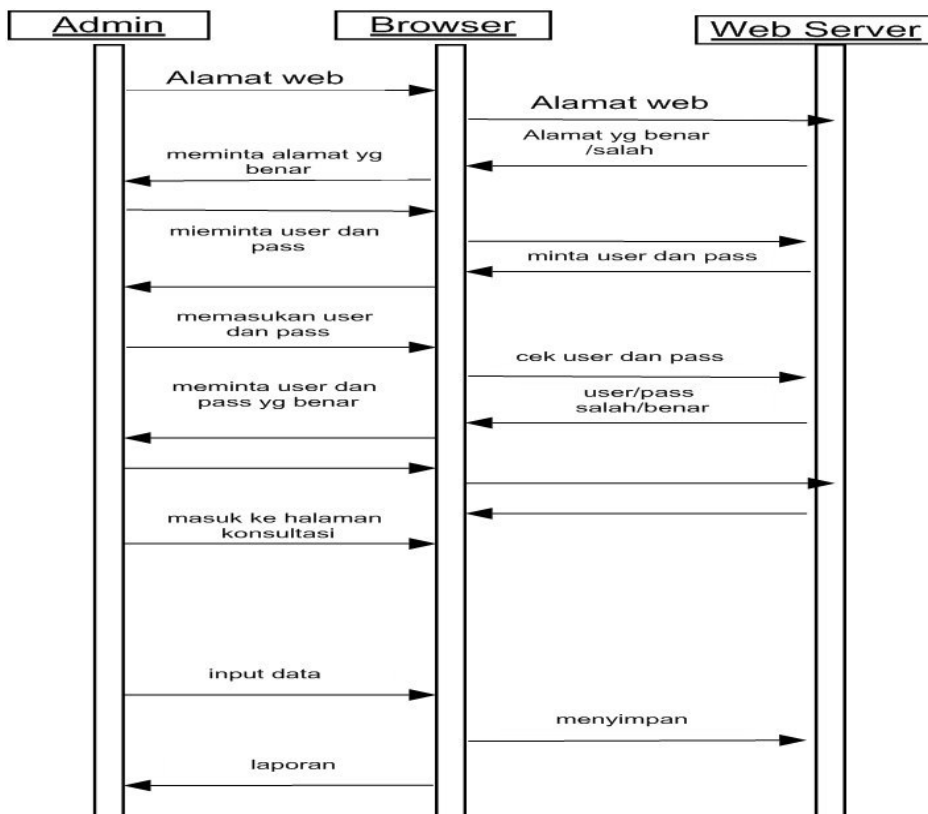 Admin
Browser
Web Server
Alamat web
Alamat web
Alamat yg benar
/salah
meminta alamat yg
benar
mieminta user dan
pass
minta user dan pass
memasukan user
dan pass
cek user dan pass
meminta user dan
pass yg benar
user/pass
salah/benar
masuk ke halaman
konsultasi
input data
menyimpan
laporan